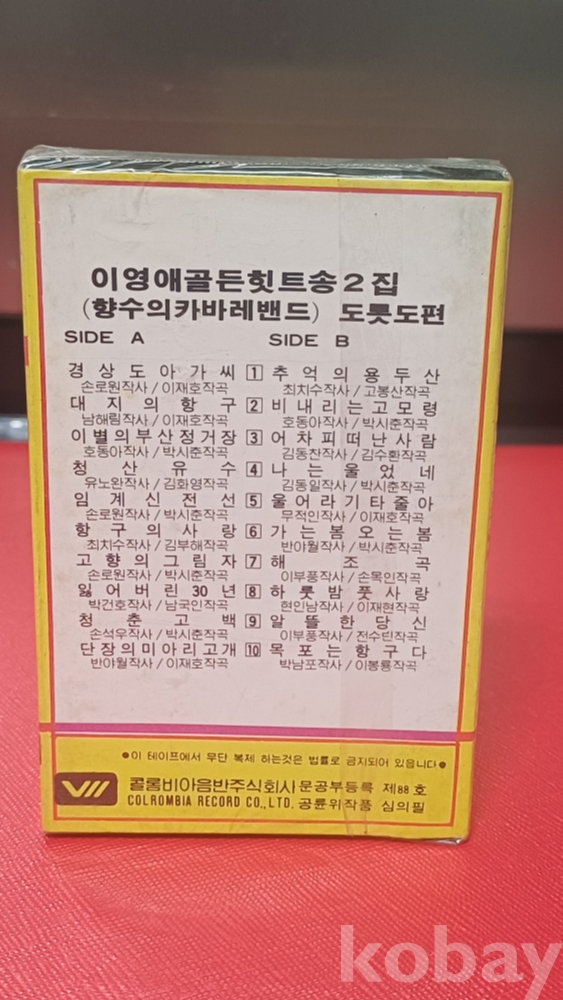 이영애골든힛트송2집
(향수의카바레밴드) 도롯도편
SIDE A SIDE B
경상도아가씨 1 추억의용두산
손로원작사/이재호작곡 최치수작사/고봉산작곡
대지의항구 2 비내리는고모령
남해림작사/이재호작곡 호동아작사/박시춘작곡
이별의부산정거장 3 어차피떠난사람
호동아작사/박시춘작곡 김동찬작사/김수환작곡
청산유수 4 나는울었네
유노완작사/김화영작곡 김동일작사/박시춘작곡
임계신전선 5 울어라기타줄아
손로원작사/박시춘작곡 무적인작사/이재호작곡
항구의사랑 6 가는봄오는봄
최치수작사/김부해작곡 반야월작사/박시춘작곡
고향의그림자 7 해조곡
손로원작사/박시춘작곡 이부풍작사/손목인작곡
잃어버린30년 8 하룻밤풋사랑
박건호작사/남국인작곡 현인남작사/이재현작곡
청춘고백 9 알뜰한당신
손석우작사/박시춘작곡 이부풍작사/전수린작곡
단장의미아리고개 10 목포는항구다
반야월작사/이재호작곡 박남포작사/이봉룡작곡
●이 테이프에서 무단 복제 하는것은 법률로 금지되어 있읍니다●
콜롬비아음반주식회사 문공부등록 제88호
COLROMBIA RECORD CO.,LTD. 공륜위작품 심의필
kobay